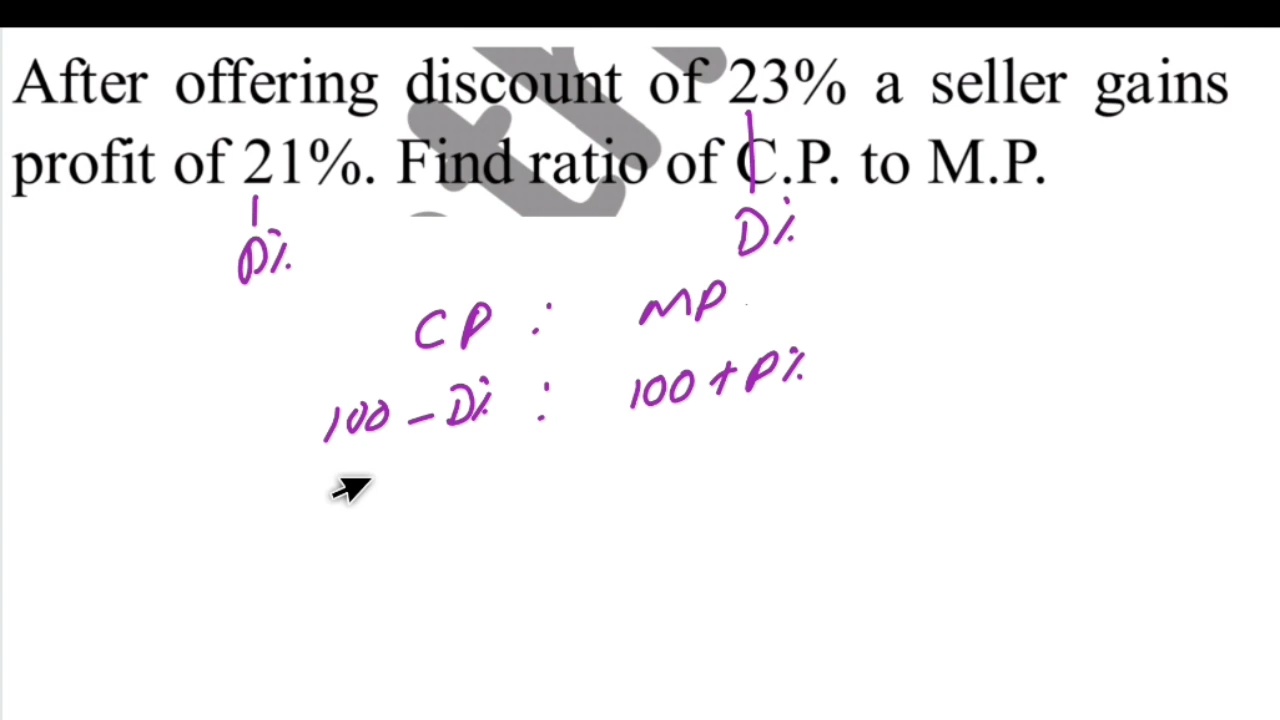 After offering discount of 23% a seller gains
profit of 21%. Find ratio of C.P. to M.P.
P% D%
CP : MP
100 - D% : 100 + P%